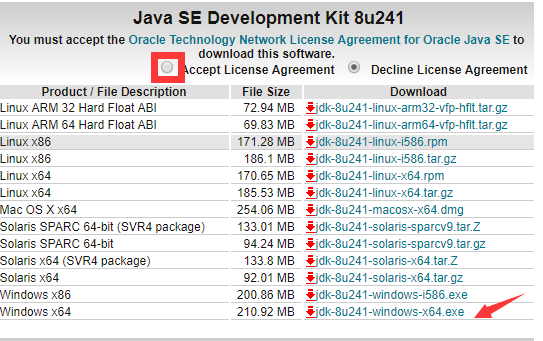 Java SE Development Kit 8u241
You must accept the Oracle Technology Network License Agreement for Oracle Java SE to
download this software.
Accept License Agreement Decline License Agreement
Product / File Description File Size Download
Linux ARM 32 Hard Float ABI 72.94 MB jdk-8u241-linux-arm32-vfp-hflt.tar.gz
Linux ARM 64 Hard Float ABI 69.83 MB jdk-8u241-linux-arm64-vfp-hflt.tar.gz
Linux x86 171.28 MB jdk-8u241-linux-i586.rpm
Linux x86 186.1 MB jdk-8u241-linux-i586.tar.gz
Linux x64 170.65 MB jdk-8u241-linux-x64.rpm
Linux x64 185.53 MB jdk-8u241-linux-x64.tar.gz
Mac OS X x64 254.06 MB jdk-8u241-macosx-x64.dmg
Solaris SPARC 64-bit (SVR4 package) 133.01 MB jdk-8u241-solaris-sparcv9.tar.Z
Solaris SPARC 64-bit 94.24 MB jdk-8u241-solaris-sparcv9.tar.gz
Solaris x64 (SVR4 package) 133.8 MB jdk-8u241-solaris-x64.tar.Z
Solaris x64 92.01 MB jdk-8u241-solaris-x64.tar.gz
Windows x86 200.86 MB jdk-8u241-windows-i586.exe
Windows x64 210.92 MB jdk-8u241-windows-x64.exe